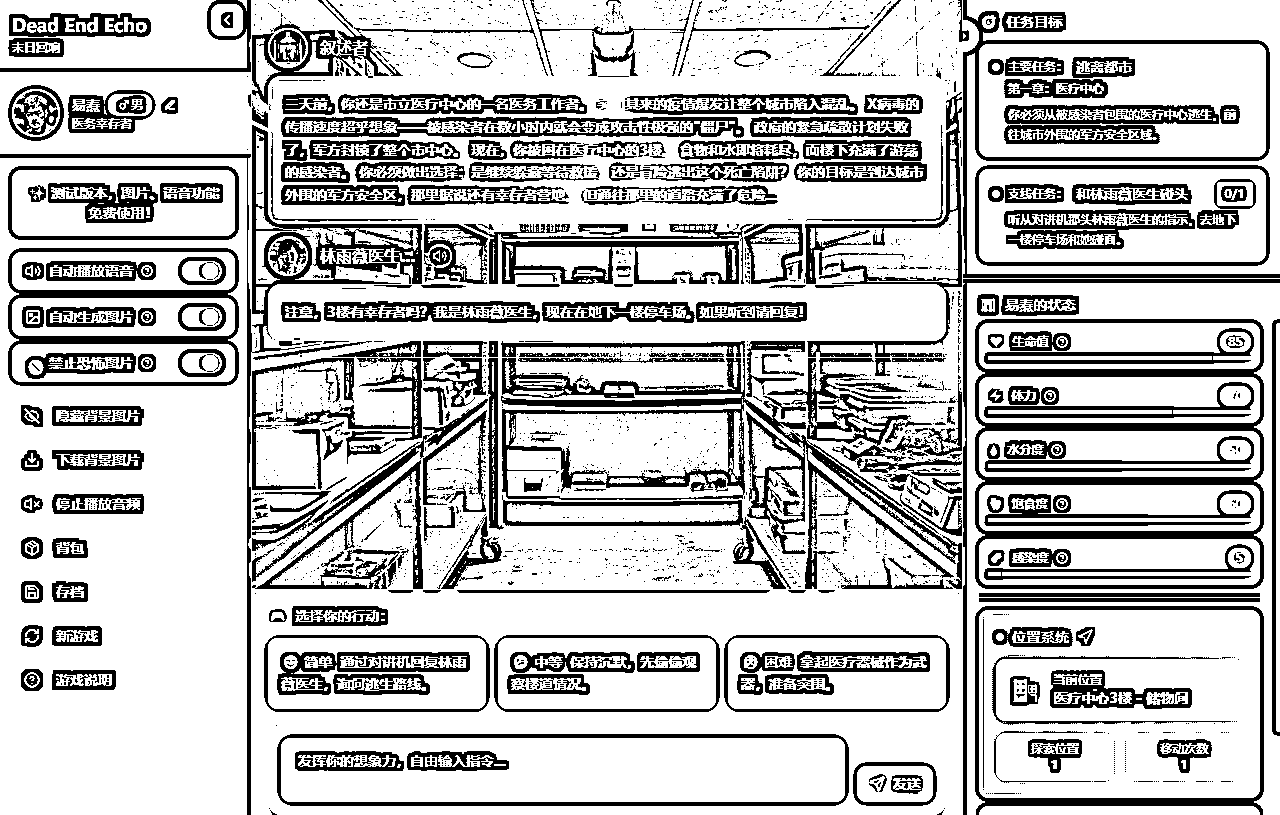 Dead End Echo
末日回响
易煮
♂男
医务幸存者
测试版本，图片、语音功能
免费使用！
自动播放语音
自动生成图片
禁止恐怖图片
隐藏背景图片
下载背景图片
停止播放音频
背包
存档
新游戏
游戏说明
叙述者
三天前，你还是市立医疗中心的一名医务工作者。
其来的疫情爆发让整个城市陷入混乱，X病毒的
传播速度超乎想象——被感染者在数小时内就会变成攻击性极强的"僵尸"。政府的紧急疏散计划失败
了，军方封锁了整个市中心。现在，你被困在医疗中心的3楼
食物和水即将耗尽，而楼下充满了游荡
的感染者。你必须做出选择：是继续躲藏等待救援
还是冒险逃出这个死亡陷阱？你的目标是到达城市
外围的军方安全区，那里据说还有幸存者营地
但通往那里的道路充满了危险...
林雨薇医生
注意，3楼有幸存者吗？我是林雨薇医生，现在在地下一楼停车场，如果听到请回复！
选择你的行动：
简单 通过对讲机回复林雨
薇医生，询问逃生路线。
中等 保持沉默，先偷偷观
察楼道情况。
困难 拿起医疗器械作为武
器，准备突围。
发挥你的想象力，自由输入指令...
发送
任务目标
主要任务： 逃离都市
第一章：医疗中心
你必须从被感染者包围的医疗中心逃生，前
往城市外围的军方安全区域。
支线任务： 和林雨薇医生碰头
0/1
听从对讲机那头林雨薇医生的指示，去地下
一楼停车场和她碰面。
易煮的状态
生命值
85
体力
水分度
饱食度
感染度
5
位置系统
当前位置
医疗中心3楼 - 储物间
探索位置
1
移动次数
1